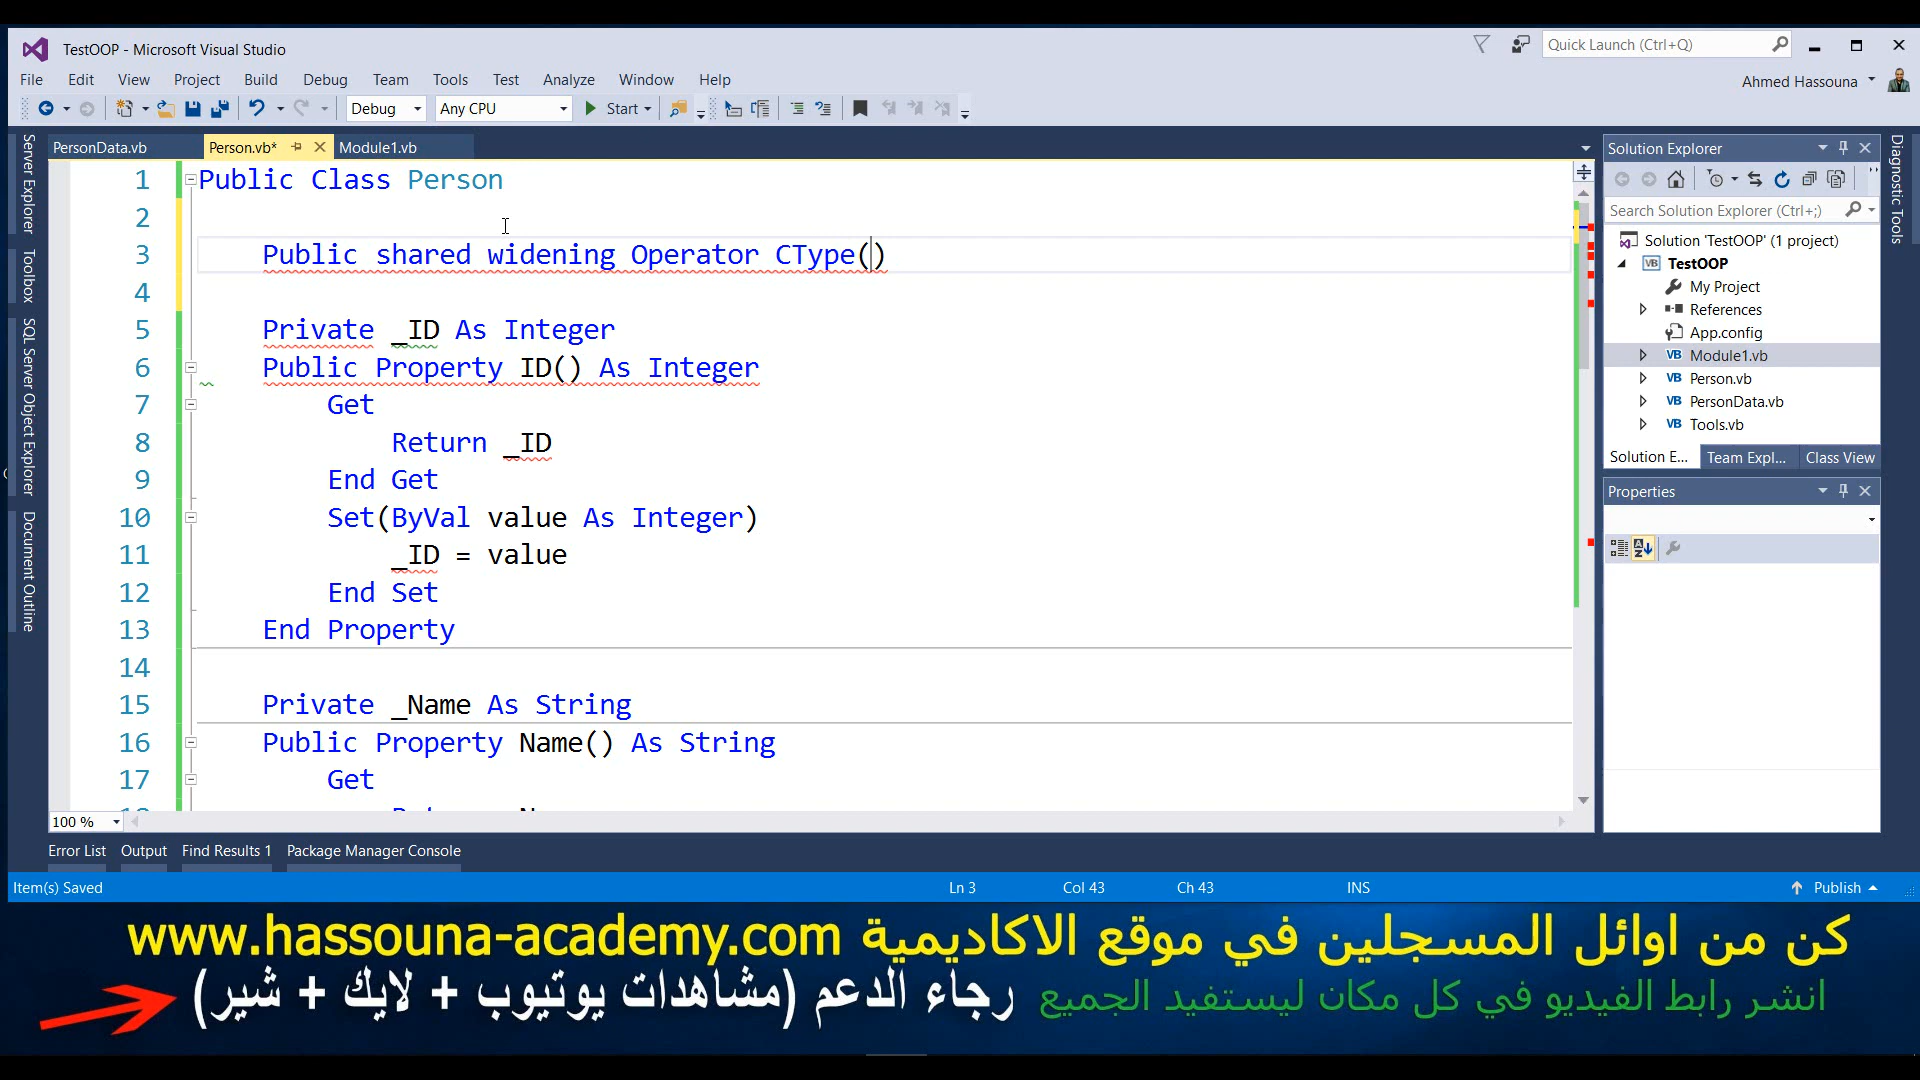 TestOOP - Microsoft Visual Studio
Quick Launch (Ctrl+Q)
File Edit View Project Build Debug Team Tools Test Analyze Window Help
Ahmed Hassouna
Debug Any CPU Start
PersonData.vb Person.vb* Module1.vb
Server Explorer
Toolbox
SQL Server Object Explorer
Document Outline
1 Public Class Person
2
3 Public shared widening Operator CType()
4
5 Private _ID As Integer
6 Public Property ID() As Integer
7 Get
8 Return _ID
9 End Get
10 Set(ByVal value As Integer)
11 _ID = value
12 End Set
13 End Property
14
15 Private _Name As String
16 Public Property Name() As String
17 Get
100 %
Solution Explorer
Search Solution Explorer (Ctrl+;)
Solution 'TestOOP' (1 project)
VB TestOOP
My Project
References
App.config
VB Module1.vb
VB Person.vb
VB PersonData.vb
VB Tools.vb
Solution E... Team Expl... Class View
Properties
Diagnostic Tools
Error List Output Find Results 1 Package Manager Console
Item(s) Saved Ln 3 Col 43 Ch 43 INS Publish
كن من اوائل المسجلين في موقع الاكاديمية www.hassouna-academy.com
انشر رابط الفيديو في كل مكان ليستفيد الجميع رجاء الدعم (مشاهدات يوتيوب + لايك + شير)